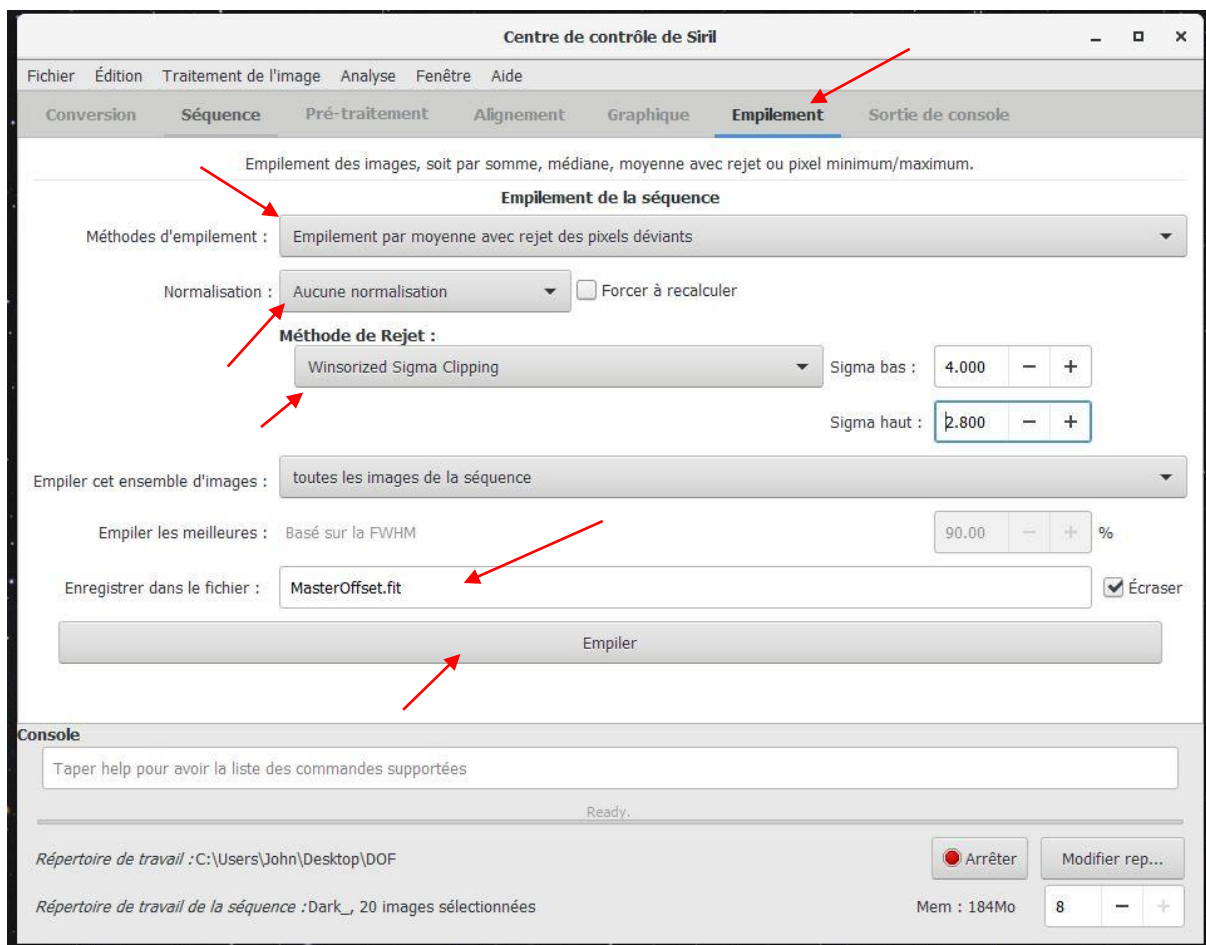 Centre de contrôle de Siril
Fichier Édition Traitement de l'image Analyse Fenêtre Aide
Conversion Séquence Pré-traitement Alignement Graphique Empilement Sortie de console
Empilement des images, soit par somme, médiane, moyenne avec rejet ou pixel minimum/maximum.
Empilement de la séquence
Méthodes d'empilement : Empilement par moyenne avec rejet des pixels déviants
Normalisation : Aucune normalisation Forcer à recalculer
Méthode de Rejet :
Winsorized Sigma Clipping Sigma bas : 4.000 − +
Sigma haut : 2.800 − +
Empiler cet ensemble d'images : toutes les images de la séquence
Empiler les meilleures : Basé sur la FWHM 90.00 − + %
Enregistrer dans le fichier : MasterOffset.fit Écraser
Empiler
Console
Taper help pour avoir la liste des commandes supportées
Ready.
Répertoire de travail :C:\Users\John\Desktop\DOF Arrêter Modifier rep...
Répertoire de travail de la séquence :Dark_, 20 images sélectionnées Mem : 184Mo 8 − +